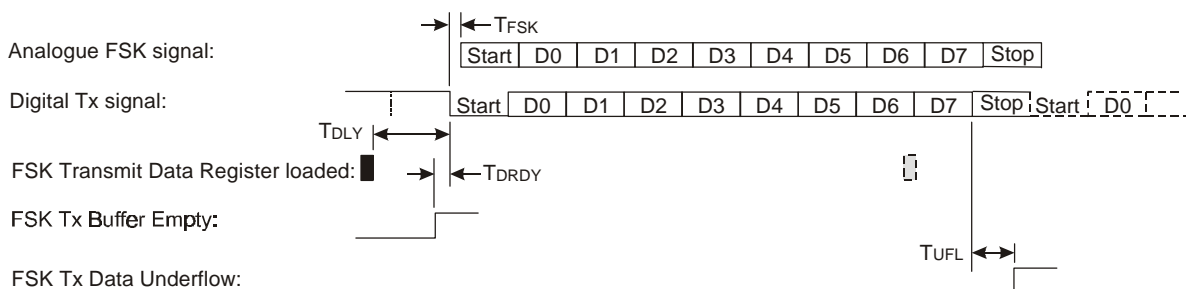 TFSK
Analogue FSK signal: Start D0 D1 D2 D3 D4 D5 D6 D7 Stop
Digital Tx signal: Start D0 D1 D2 D3 D4 D5 D6 D7 Stop Start D0
TDLY
FSK Transmit Data Register loaded: TDRDY
FSK Tx Buffer Empty:
TUFL
FSK Tx Data Underflow: